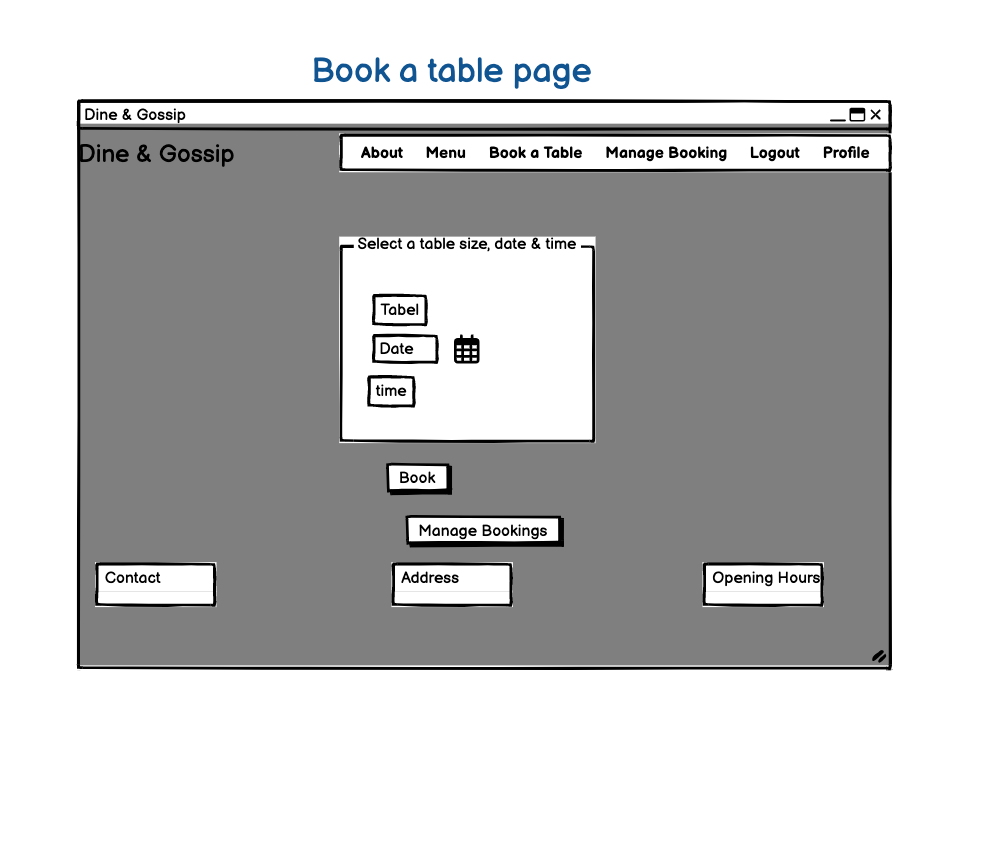 Book a table page
Dine & Gossip
Dine & Gossip
About Menu Book a Table Manage Booking Logout Profile
Select a table size, date & time
Tabel
Date
time
Book
Manage Bookings
Contact Address Opening Hours